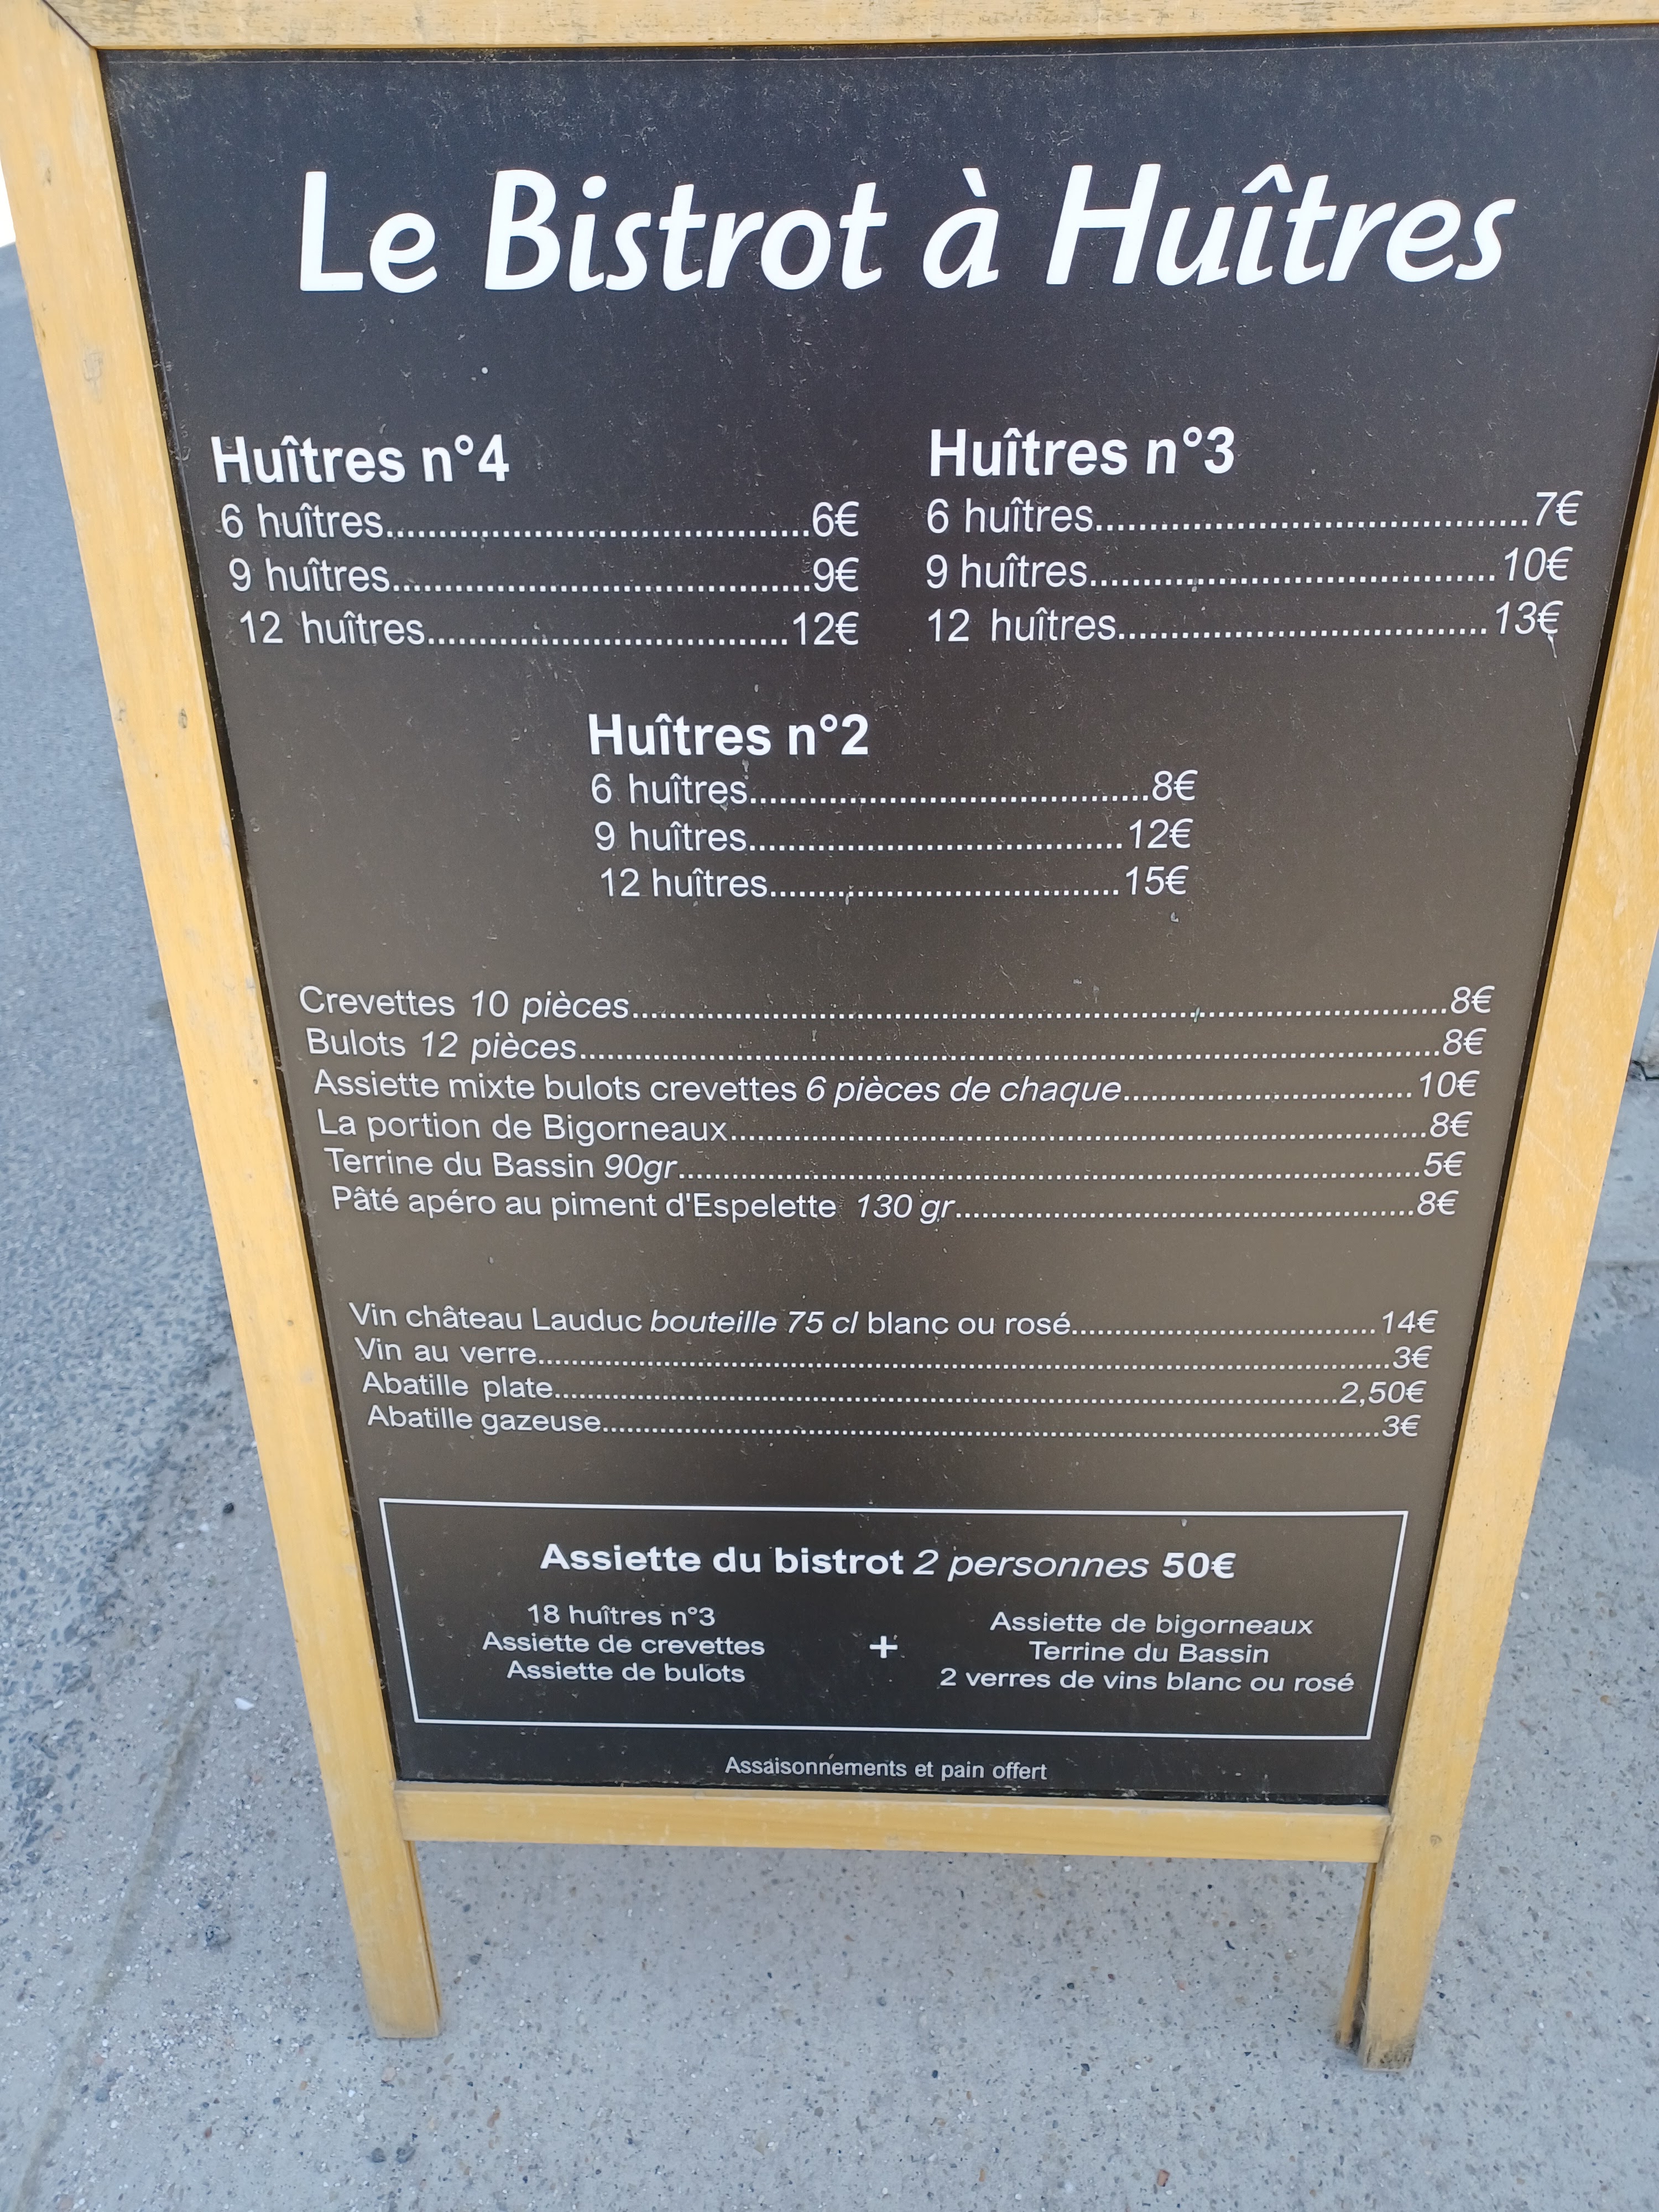 Le Bistrot à Huîtres
Huîtres n°4
6 huîtres.........................................6€
9 huîtres.........................................9€
12 huîtres...................................12€
Huîtres n°3
6 huîtres.........................................7€
9 huîtres......................................10€
12 huîtres...................................13€
Huîtres n°2
6 huîtres.........................................8€
9 huîtres......................................12€
12 huîtres...................................15€
Crevettes 10 pièces.................................................................................8€
Bulots 12 pièces......................................................................................8€
Assiette mixte bulots crevettes 6 pièces de chaque.............................10€
La portion de Bigorneaux.......................................................................8€
Terrine du Bassin 90gr............................................................................5€
Pâté apéro au piment d'Espelette 130 gr...............................................8€
Vin château Lauduc bouteille 75 cl blanc ou rosé................................14€
Vin au verre...........................................................................................3€
Abatille plate....................................................................................2,50€
Abatille gazeuse....................................................................................3€
Assiette du bistrot 2 personnes 50€
18 huîtres n°3
Assiette de crevettes
Assiette de bulots
+
Assiette de bigorneaux
Terrine du Bassin
2 verres de vins blanc ou rosé
Assaisonnements et pain offert